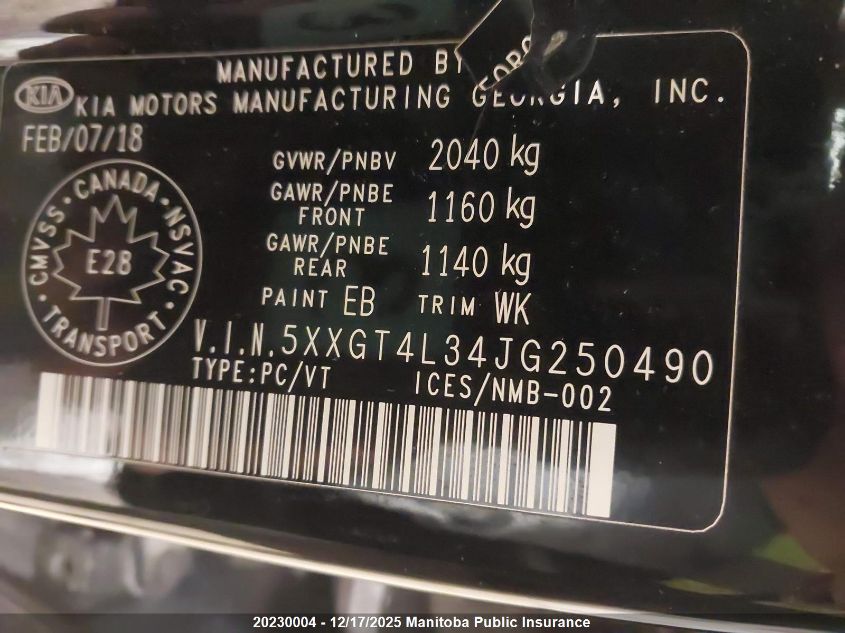 MANUFACTURED BY
KIA
KIA MOTORS MANUFACTURING GEORGIA, INC.
FEB/07/18
GVWR/PNBV 2040 kg
GAWR/PNBE
FRONT 1160 kg
GAWR/PNBE
REAR 1140 kg
PAINT EB TRIM WK
CMVSS · CANADA · NSVAC · TRANSPORT ·
E28
V.I.N.5XXGT4L34JG250490
TYPE:PC/VT ICES/NMB-002
20230004 - 12/17/2025 Manitoba Public Insurance